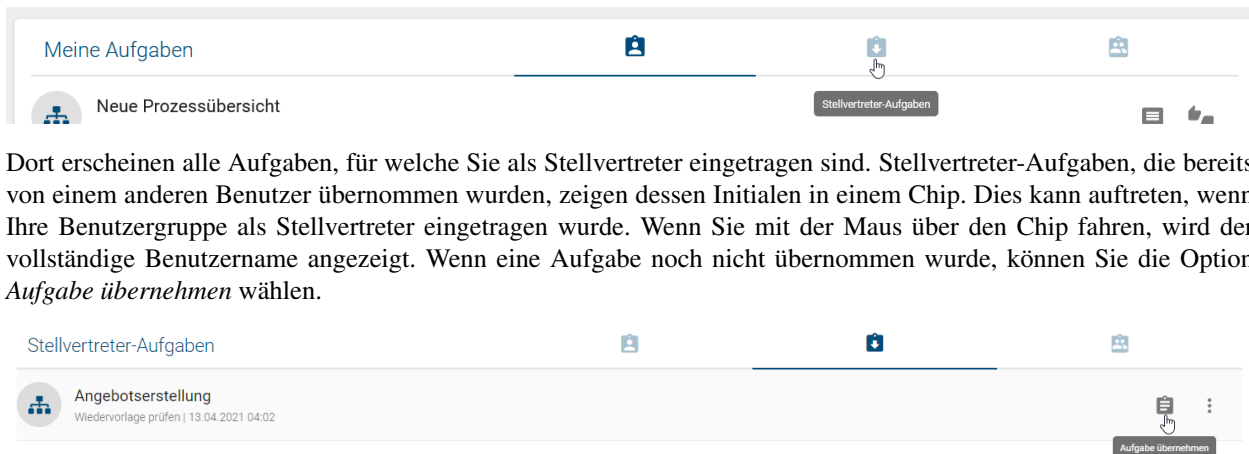 Meine Aufgaben
Neue Prozessübersicht
Stellvertreter-Aufgaben
Dort erscheinen alle Aufgaben, für welche Sie als Stellvertreter eingetragen sind. Stellvertreter-Aufgaben, die bereits
von einem anderen Benutzer übernommen wurden, zeigen dessen Initialen in einem Chip. Dies kann auftreten, wenn
Ihre Benutzergruppe als Stellvertreter eingetragen wurde. Wenn Sie mit der Maus über den Chip fahren, wird der
vollständige Benutzername angezeigt. Wenn eine Aufgabe noch nicht übernommen wurde, können Sie die Option
Aufgabe übernehmen wählen.
Stellvertreter-Aufgaben
Angebotserstellung
Wiedervorlage prüfen | 13.04.2021 04:02
Aufgabe übernehmen